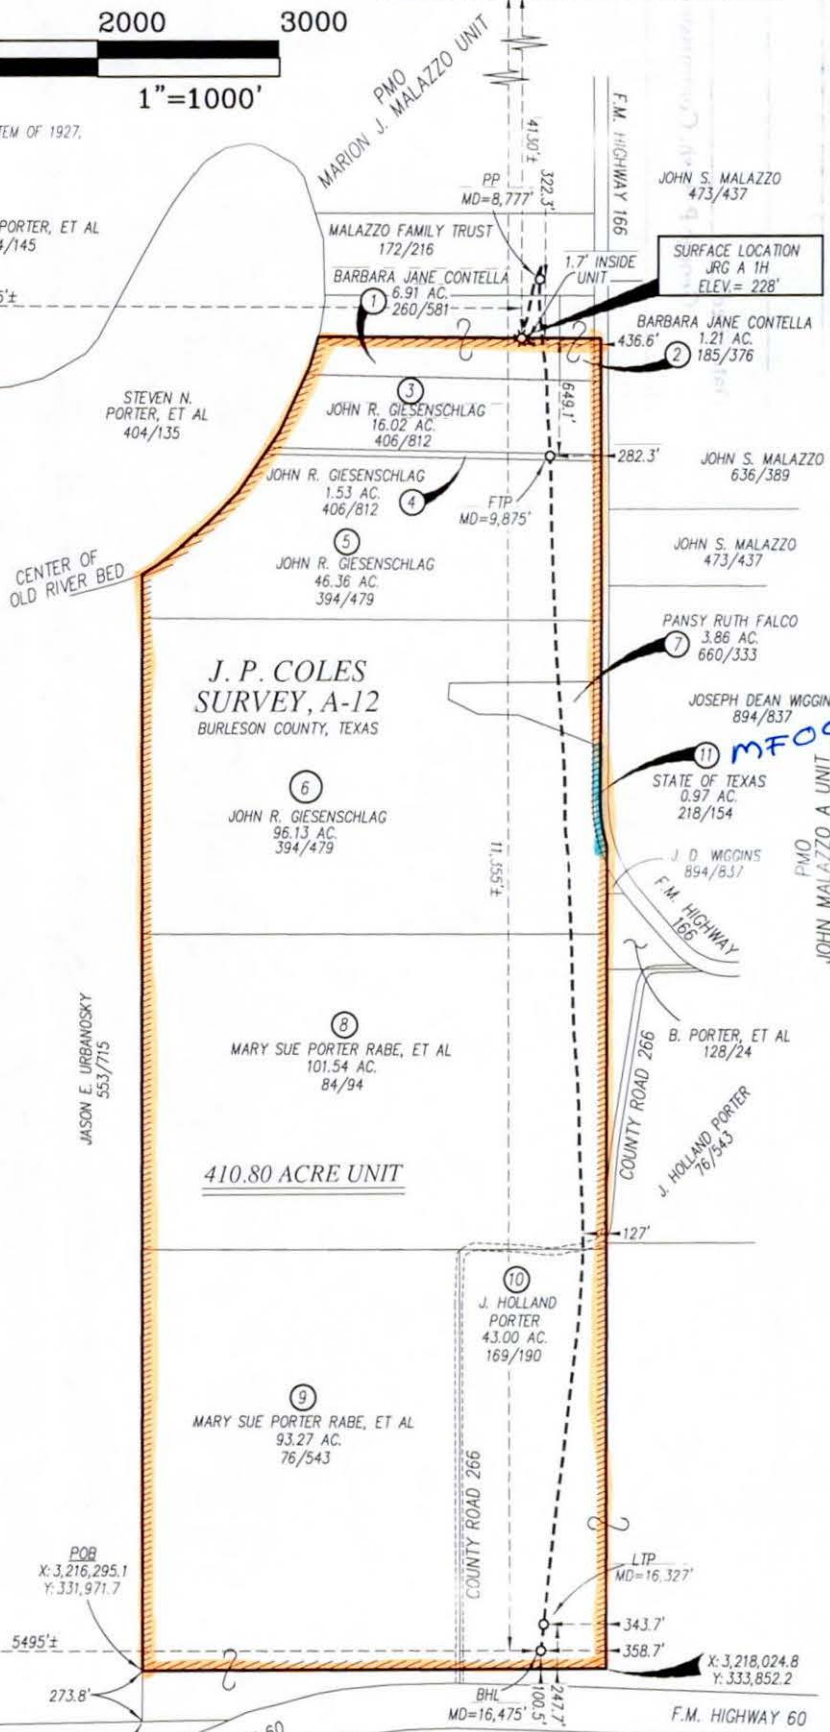 2000 3000
1"=1000'
TEM OF 1927,
PMO
MARION J. MALAZZO UNIT
F.M. HIGHWAY 166
JOHN S. MALAZZO
473/437
4130'±
322.3'
PP
MD=8,777'
PORTER, ET AL
/145
MALAZZO FAMILY TRUST
172/216
1.7' INSIDE
UNIT
SURFACE LOCATION
JRG A 1H
ELEV.= 228'
BARBARA JANE CONTELLA
6.91 AC.
260/581
1
BARBARA JANE CONTELLA
1.21 AC.
185/376
2
436.6'
STEVEN N.
PORTER, ET AL
404/135
3
JOHN R. GIESENSCHLAG
16.02 AC.
406/812
649.1'
282.3'
JOHN S. MALAZZO
636/389
JOHN R. GIESENSCHLAG
1.53 AC.
406/812
4
FTP
MD=9,875'
CENTER OF
OLD RIVER BED
5
JOHN R. GIESENSCHLAG
46.36 AC.
394/479
JOHN S. MALAZZO
473/437
PANSY RUTH FALCO
3.86 AC.
660/333
7
J. P. COLES
SURVEY, A-12
BURLESON COUNTY, TEXAS
JOSEPH DEAN WIGGIN
894/837
11
MF00
STATE OF TEXAS
0.97 AC.
218/154
6
JOHN R. GIESENSCHLAG
96.13 AC.
394/479
11,355'±
J. D. WIGGINS
894/837
PMO
JOHN MALAZZO A UNIT
F.M. HIGHWAY
166
JASON E. URBANOSKY
553/715
8
MARY SUE PORTER RABE, ET AL
101.54 AC.
84/94
B. PORTER, ET AL
128/24
COUNTY ROAD 266
J. HOLLAND PORTER
76/543
410.80 ACRE UNIT
127'
10
J. HOLLAND
PORTER
43.00 AC.
169/190
9
MARY SUE PORTER RABE, ET AL
93.27 AC.
76/543
COUNTY ROAD 266
POB
X: 3,216,295.1
Y: 331,971.7
LTP
MD=16,327'
343.7'
5495'±
358.7'
X: 3,218,024.8
Y: 333,852.2
273.8'
BHL
MD=16,475'
100.5'
247.7'
F.M. HIGHWAY 60
60